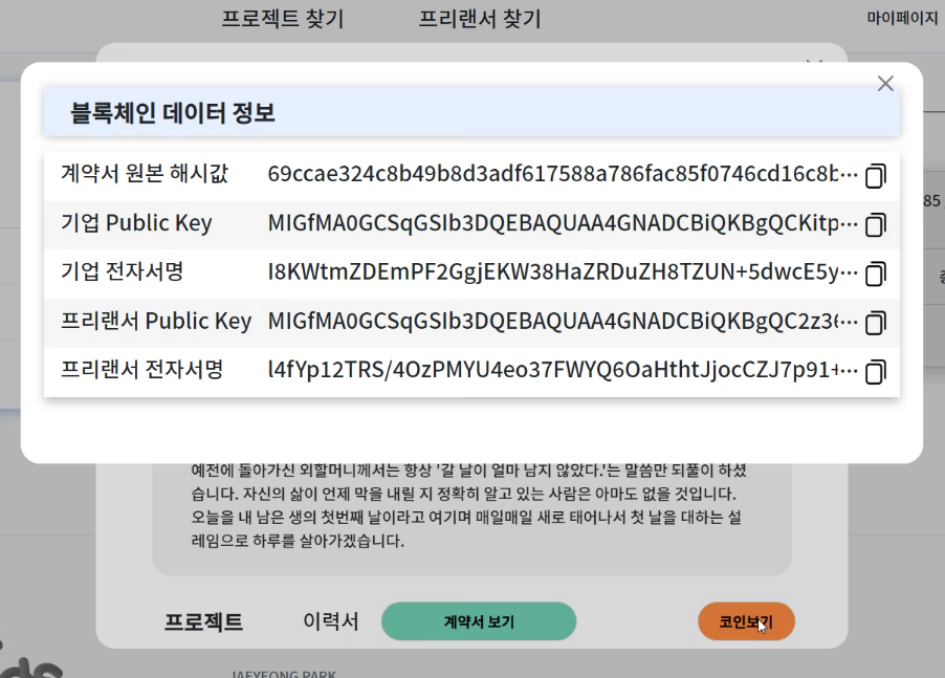 프로젝트 찾기 프리랜서 찾기 마이페이지
블록체인 데이터 정보
계약서 원본 해시값 69ccae324c8b49b8d3adf617588a786fac85f0746cd16c8b…
기업 Public Key MIGfMA0GCSqGSIb3DQEBAQUAA4GNADCBiQKBgQCKitp…
85
기업 전자서명 I8KWtmZDEmPF2GgjEKW38HaZRDuZH8TZUN+5dwcE5y…
프리랜서 Public Key MIGfMA0GCSqGSIb3DQEBAQUAA4GNADCBiQKBgQC2z36…
프리랜서 전자서명 l4fYp12TRS/4OzPMYU4eo37FWYQ6OaHthtJjocCZJ7p91+…
예전에 돌아가신 외할머니께서는 항상 '갈 날이 얼마 남지 않았다.'는 말씀만 되풀이 하셨
습니다. 자신의 삶이 언제 막을 내릴 지 정확히 알고 있는 사람은 아마도 없을 것입니다.
오늘을 내 남은 생의 첫번째 날이라고 여기며 매일매일 새로 태어나서 첫 날을 대하는 설
레임으로 하루를 살아가겠습니다.
프로젝트 이력서 계약서 보기 코인보기
JAEYEONG PARK